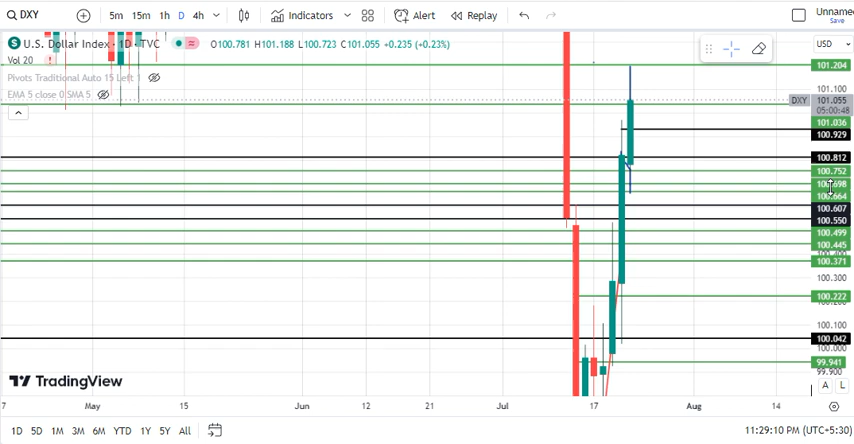 DXY 5m 15m 1h D 4h Indicators Alert Replay Unname
Save
U.S. Dollar Index · 1D · TVC O100.781 H101.188 L100.723 C101.055 +0.235 (+0.23%) USD
Vol 20
Pivots Traditional Auto 15 Left 1
EMA 5 close 0 SMA 5
101.204
101.100
DXY 101.055
05:00:48
101.036
100.929
100.812
100.752
100.664
100.607
100.550
100.499
100.445
100.371
100.300
100.222
100.100
100.042
100.000
99.941
99.900
TradingView
A L
7 May 15 Jun 12 21 Jul 17 Aug 14
1D 5D 1M 3M 6M YTD 1Y 5Y All 11:29:10 PM (UTC+5:30)